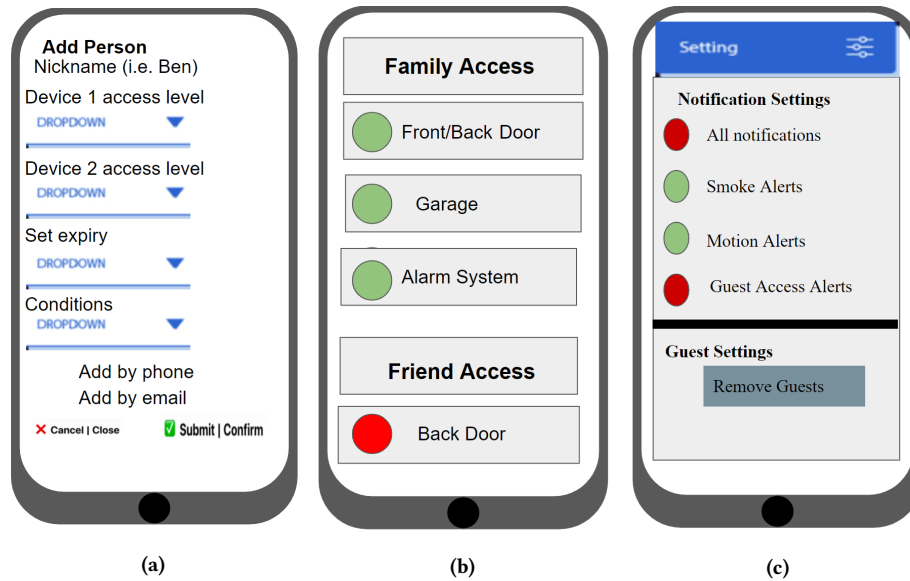 Add Person
Nickname (i.e. Ben)
Device 1 access level
DROPDOWN
Device 2 access level
DROPDOWN
Set expiry
DROPDOWN
Conditions
DROPDOWN
Add by phone
Add by email
Cancel | Close
Submit | Confirm
(a)
Family Access
Front/Back Door
Garage
Alarm System
Friend Access
Back Door
(b)
Setting
Notification Settings
All notifications
Smoke Alerts
Motion Alerts
Guest Access Alerts
Guest Settings
Remove Guests
(c)